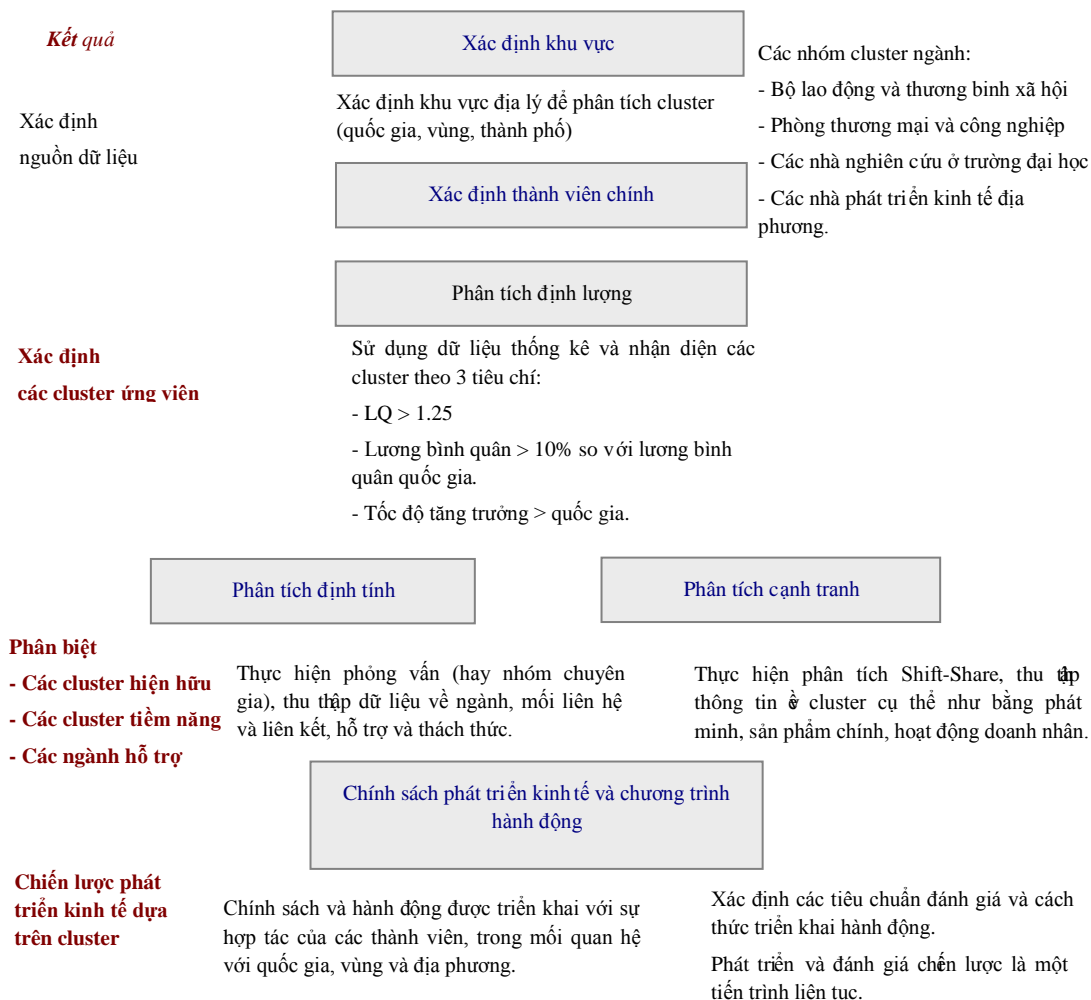 Kết quả
Xác định khu vực
Các nhóm cluster ngành:
- Bộ lao động và thương binh xã hội
- Phòng thương mại và công nghiệp
- Các nhà nghiên cứu ở trường đại học
- Các nhà phát triển kinh tế địa
phương.
Xác định
nguồn dữ liệu
Xác định khu vực địa lý để phân tích cluster
(quốc gia, vùng, thành phố)
Xác định thành viên chính
Phân tích định lượng
Xác định
các cluster ứng viên
Sử dụng dữ liệu thống kê và nhận diện các
cluster theo 3 tiêu chí:
- LQ > 1.25
- Lương bình quân > 10% so với lương bình
quân quốc gia.
- Tốc độ tăng trưởng > quốc gia.
Phân tích định tính
Phân tích cạnh tranh
Phân biệt
- Các cluster hiện hữu
- Các cluster tiềm năng
- Các ngành hỗ trợ
Thực hiện phỏng vấn (hay nhóm chuyên
gia), thu thập dữ liệu về ngành, mối liên hệ
và liên kết, hỗ trợ và thách thức.
Thực hiện phân tích Shift-Share, thu thập
thông tin về cluster cụ thể như bằng phát
minh, sản phẩm chính, hoạt động doanh nhân.
Chính sách phát triển kinh tế và chương trình
hành động
Chiến lược phát
triển kinh tế dựa
trên cluster
Chính sách và hành động được triển khai với sự
hợp tác của các thành viên, trong mối quan hệ
với quốc gia, vùng và địa phương.
Xác định các tiêu chuẩn đánh giá và cách
thức triển khai hành động.
Phát triển và đánh giá chiến lược là một
tiến trình liên tục.